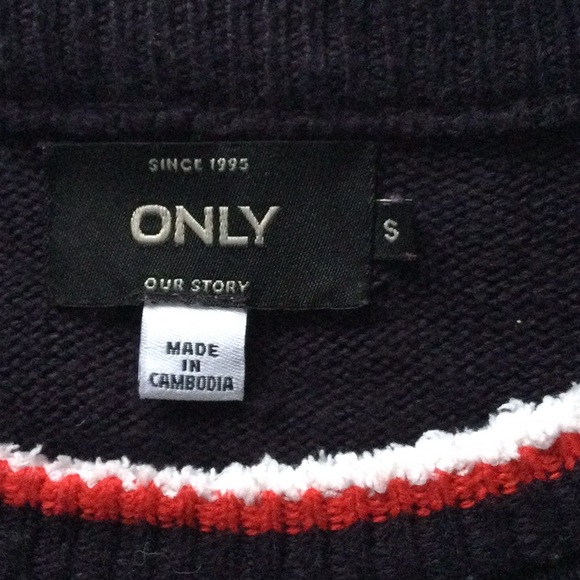 SINCE 1995
ONLY
S
OUR STORY
MADE
IN
CAMBODIA